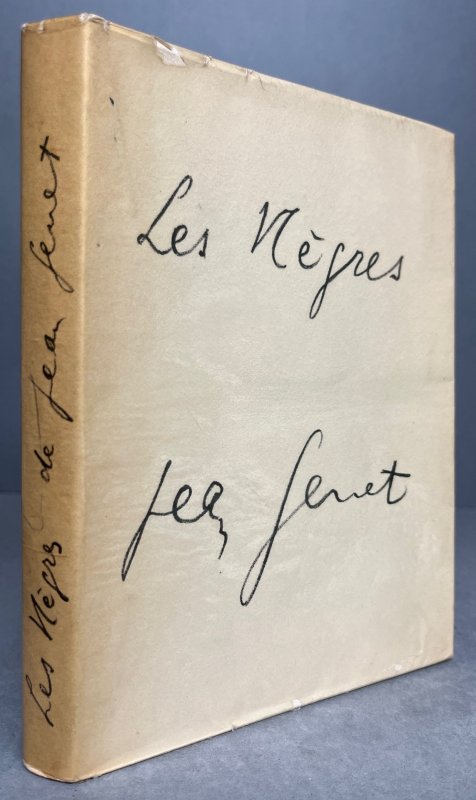 Les Nègres
Jean Genet
Les Nègres de Jean Genet